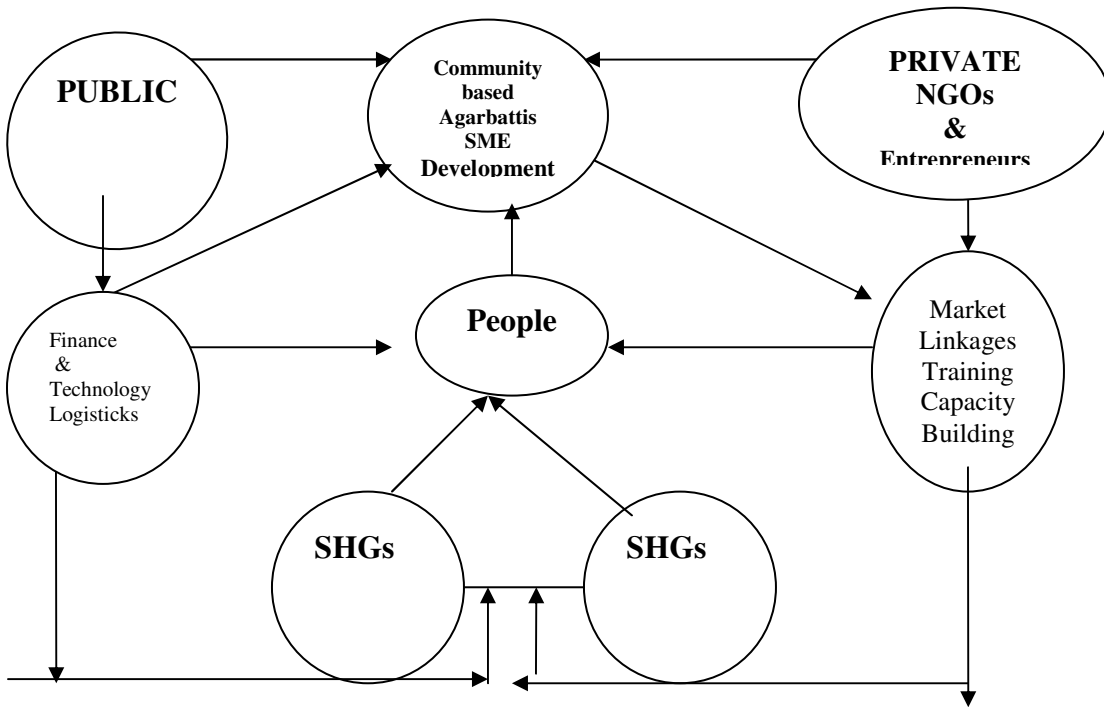 PUBLIC
Community
based
Agarbattis
SME
Development
PRIVATE
NGOs
&
Entrepreneurs
Finance
&
Technology
Logisticks
People
Market
Linkages
Training
Capacity
Building
SHGs
SHGs